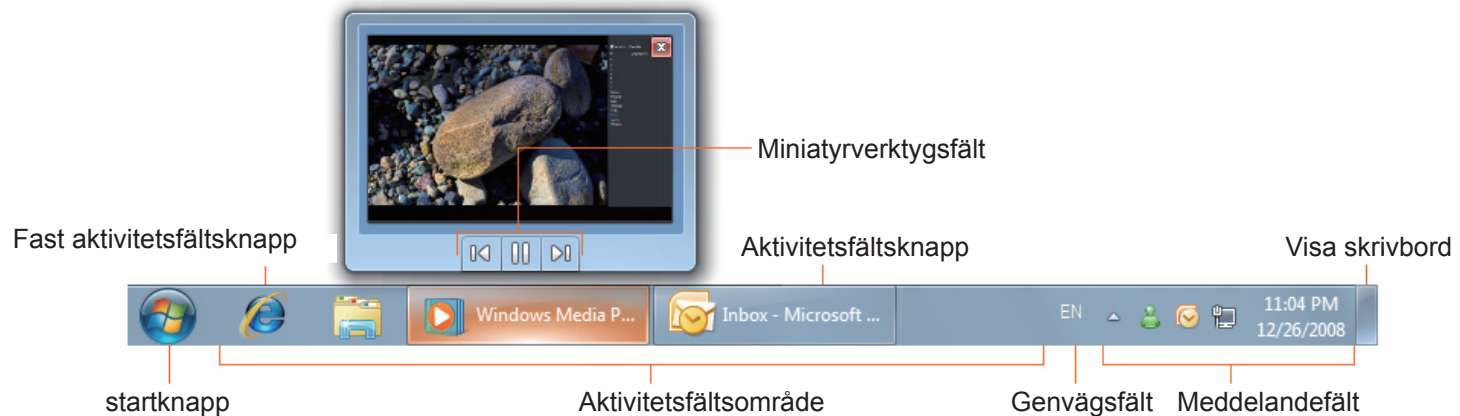 Miniatyrverktygsfält
Fast aktivitetsfältsknapp
Aktivitetsfältsknapp
Visa skrivbord
Windows Media P...
Inbox - Microsoft ...
EN
11:04 PM
12/26/2008
startknapp
Aktivitetsfältsområde
Genvägsfält
Meddelandefält